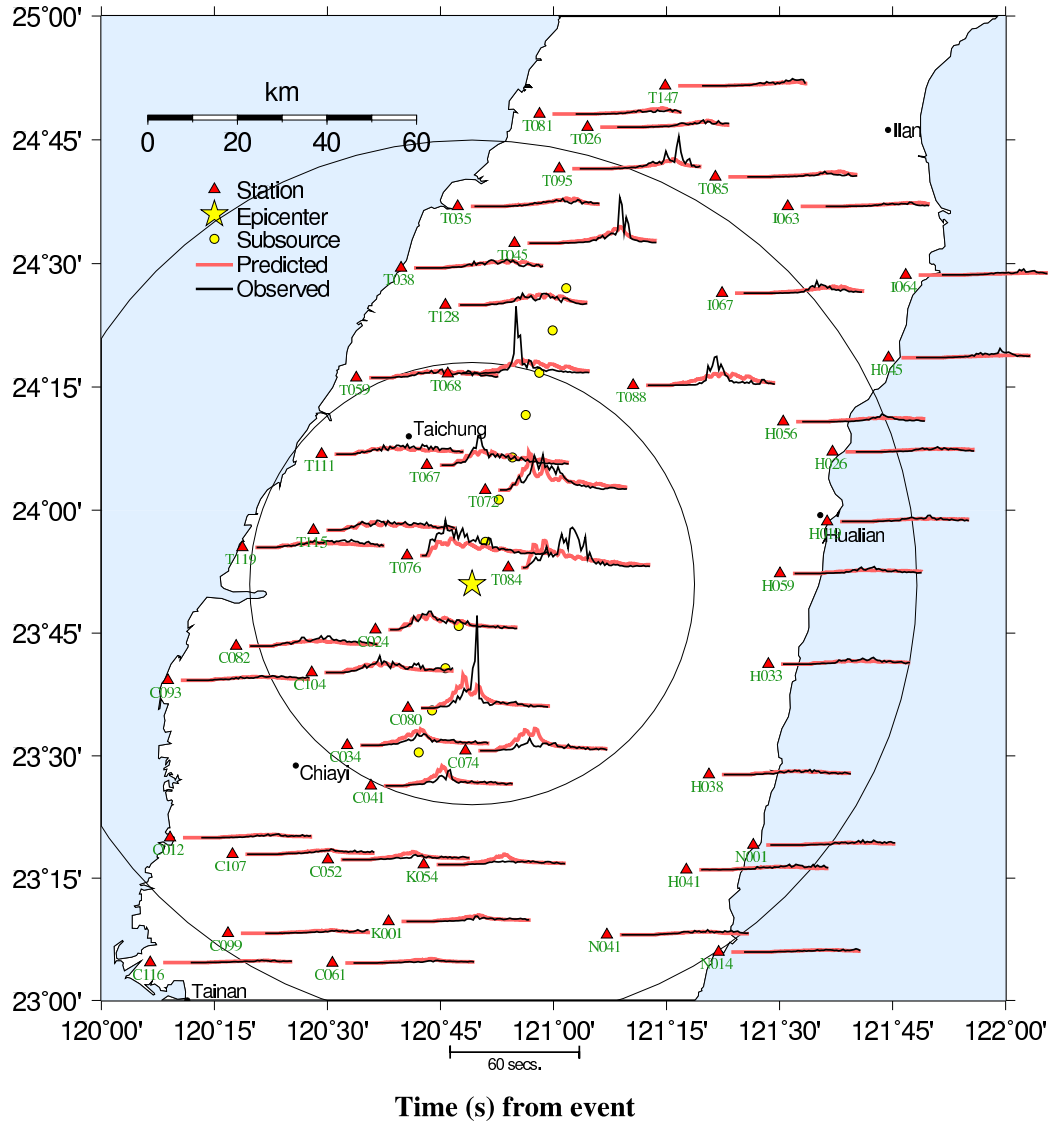 25°00'
km
0 20 40 60
T147
T081
T026
24°45'
Ilan
T095
T085
Station
Epicenter
Subsource
Predicted
Observed
T035
I063
T045
24°30'
T038
I064
T128
I067
H045
24°15'
T059
T068
T088
H056
Taichung
T111
T067
H026
T072
24°00'
T115
H019
Hualian
T119
T076
T084
H059
23°45'
C024
C082
C104
H033
C093
C080
23°30'
C034
C074
Chiayi
C041
H038
C012
C107
C052
K054
N001
23°15'
H041
C099
K001
N041
C116
C061
N014
Tainan
23°00'
120°00' 120°15' 120°30' 120°45' 121°00' 121°15' 121°30' 121°45' 122°00'
60 secs.
Time (s) from event